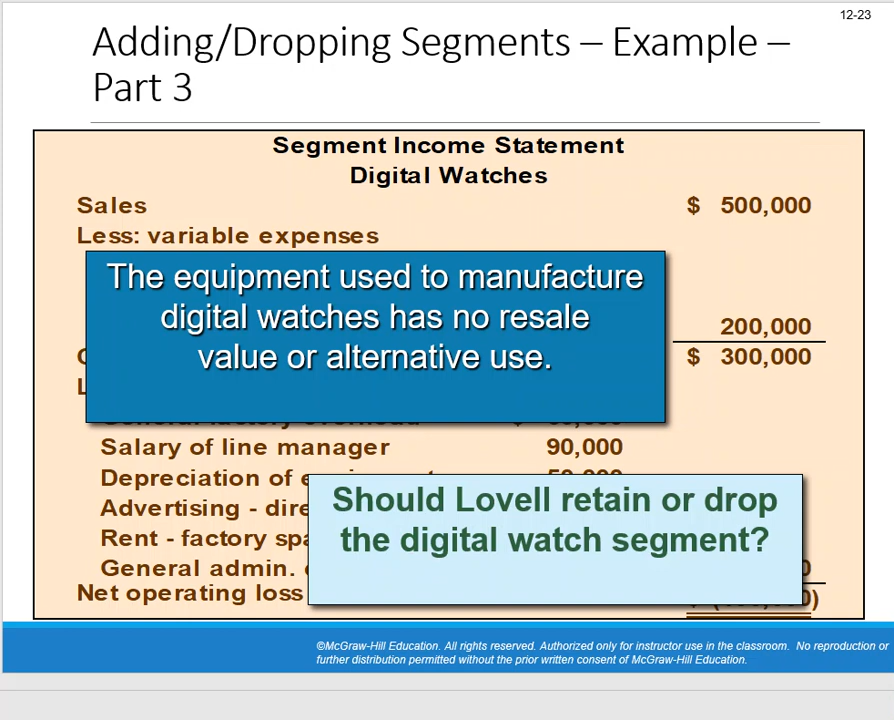 12-23
Adding/Dropping Segments – Example –
Part 3
Segment Income Statement
Digital Watches
Sales $ 500,000
Less: variable expenses
The equipment used to manufacture
digital watches has no resale
value or alternative use.
200,000
$ 300,000
Salary of line manager 90,000
Depreciation of
Advertising -
Should Lovell retain or drop
the digital watch segment?
Rent - factory
General admin.
Net operating loss
©McGraw-Hill Education. All rights reserved. Authorized only for instructor use in the classroom. No reproduction or
further distribution permitted without the prior written consent of McGraw-Hill Education.